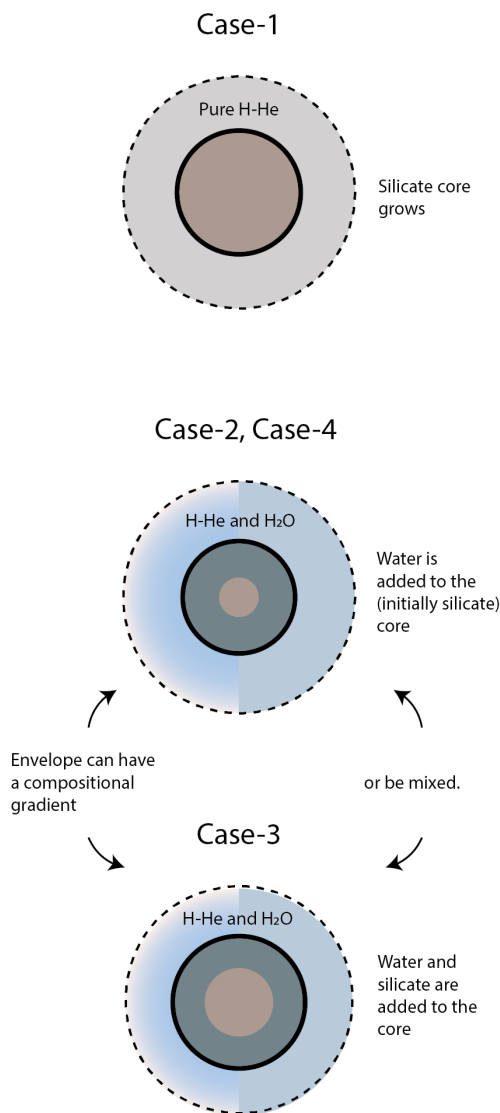 Case-1
Pure H-He
Silicate core
grows
Case-2, Case-4
H-He and H₂O
Water is
added to the
(initially silicate)
core
Envelope can have
a compositional
gradient
or be mixed.
Case-3
H-He and H₂O
Water and
silicate are
added to the
core